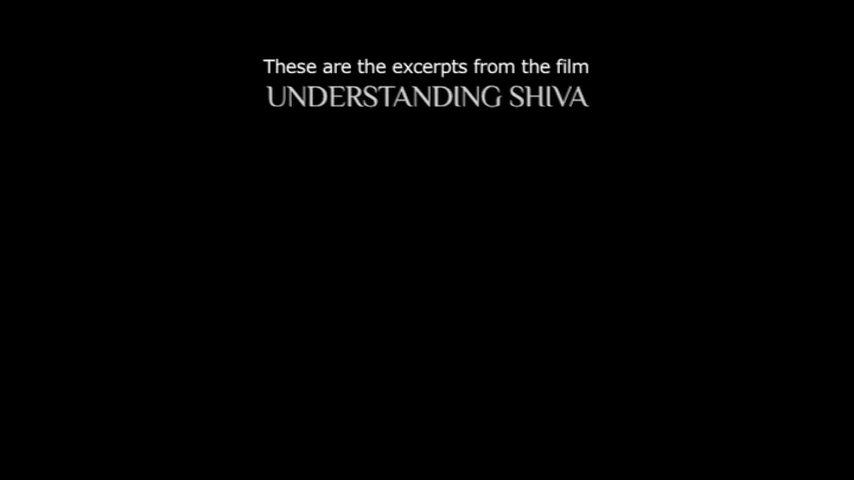 These are the excerpts from the film
UNDERSTANDING SHIVA